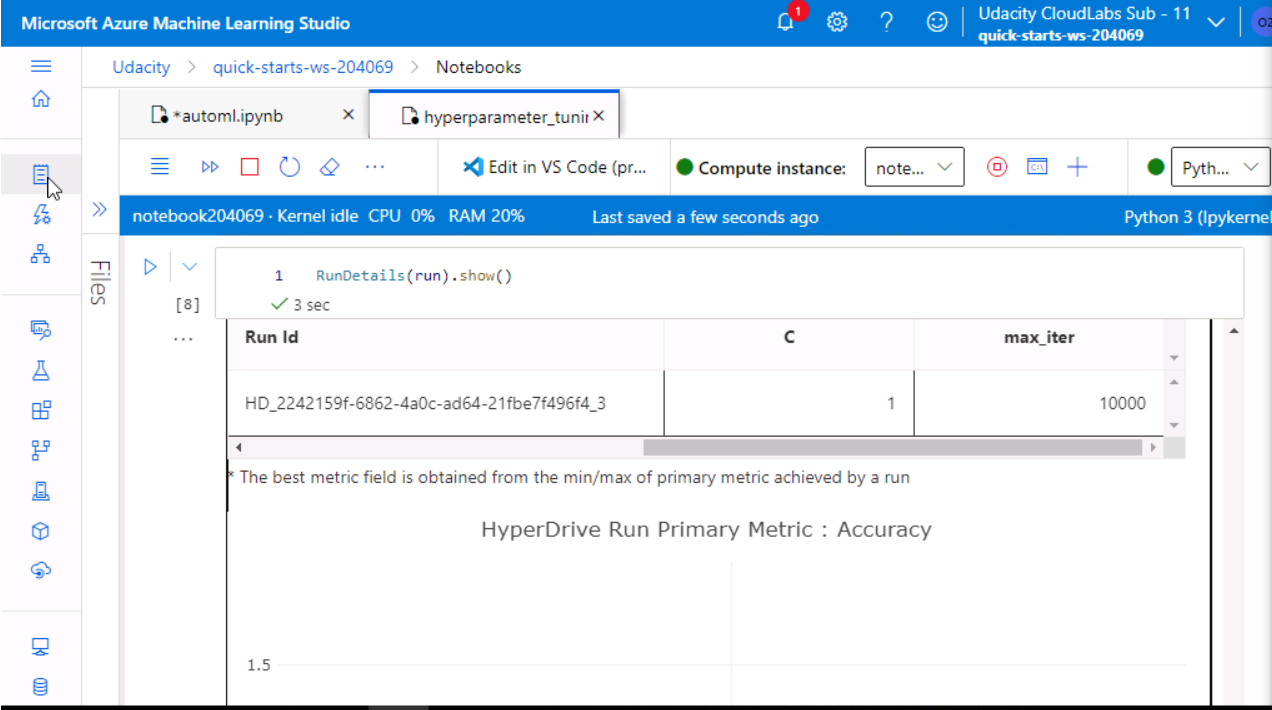 Microsoft Azure Machine Learning Studio
1
Udacity CloudLabs Sub - 11
quick-starts-ws-204069
OZ
Udacity > quick-starts-ws-204069 > Notebooks
*automl.ipynb
hyperparameter_tunin
Edit in VS Code (pr...
Compute instance:
note...
Pyth...
notebook204069 · Kernel idle CPU 0% RAM 20%
Last saved a few seconds ago
Python 3 (Ipykernel
Files
1 RunDetails(run).show()
[8]
3 sec
...
Run Id C max_iter
HD_2242159f-6862-4a0c-ad64-21fbe7f496f4_3 1 10000
* The best metric field is obtained from the min/max of primary metric achieved by a run
HyperDrive Run Primary Metric : Accuracy
1.5